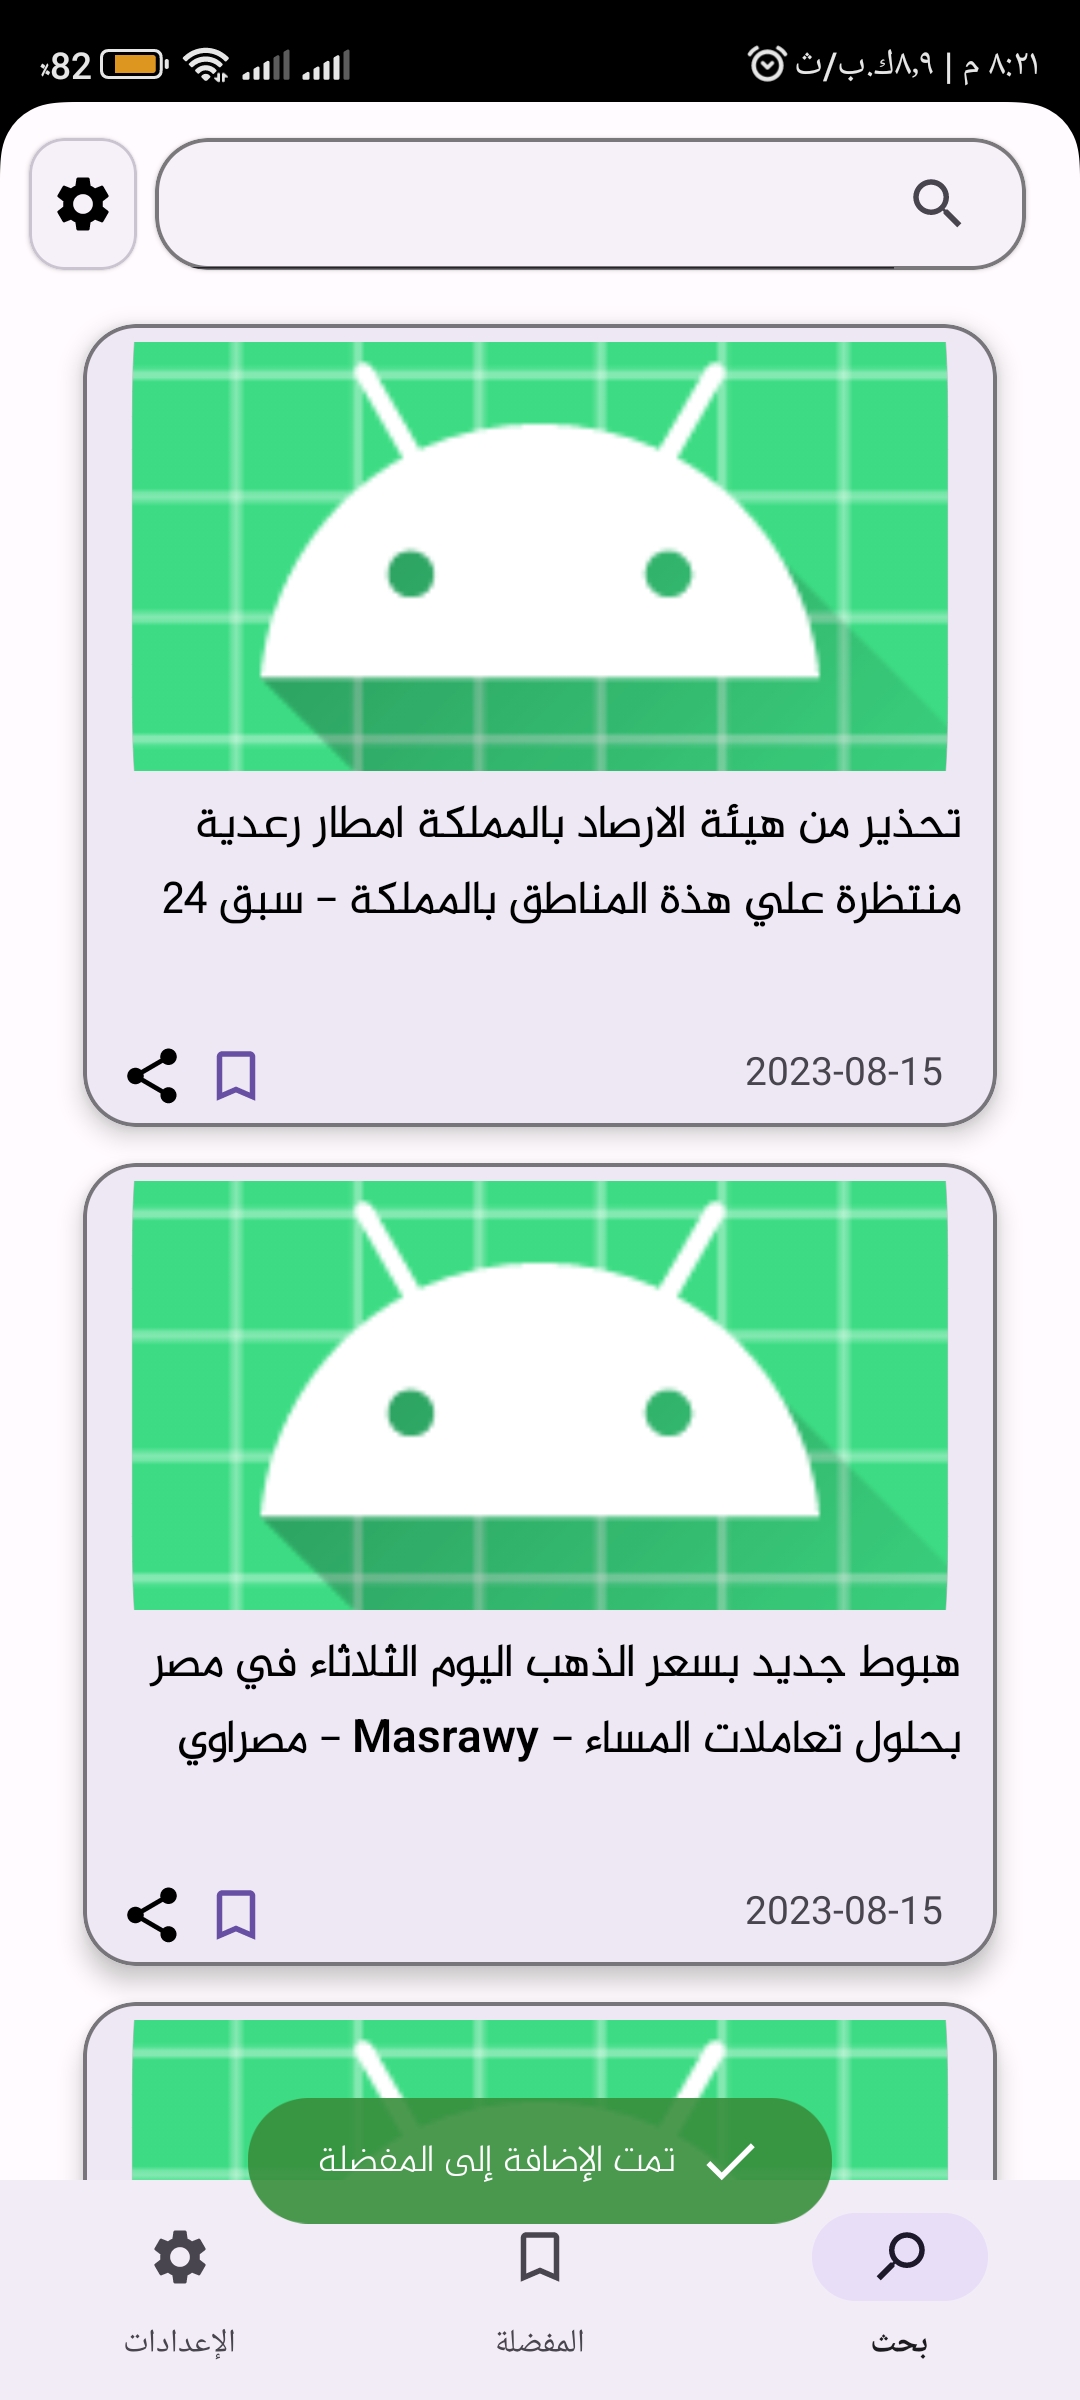 ٨:٢١ م | ٨,٩ك.ب/ث
82٪
تحذير من هيئة الارصاد بالمملكة امطار رعدية
منتظرة علي هذة المناطق بالمملكة – سبق 24
2023-08-15
هبوط جديد بسعر الذهب اليوم الثلاثاء في مصر
بحلول تعاملات المساء – Masrawy – مصراوي
2023-08-15
تمت الإضافة إلى المفضلة
بحث
المفضلة
الإعدادات